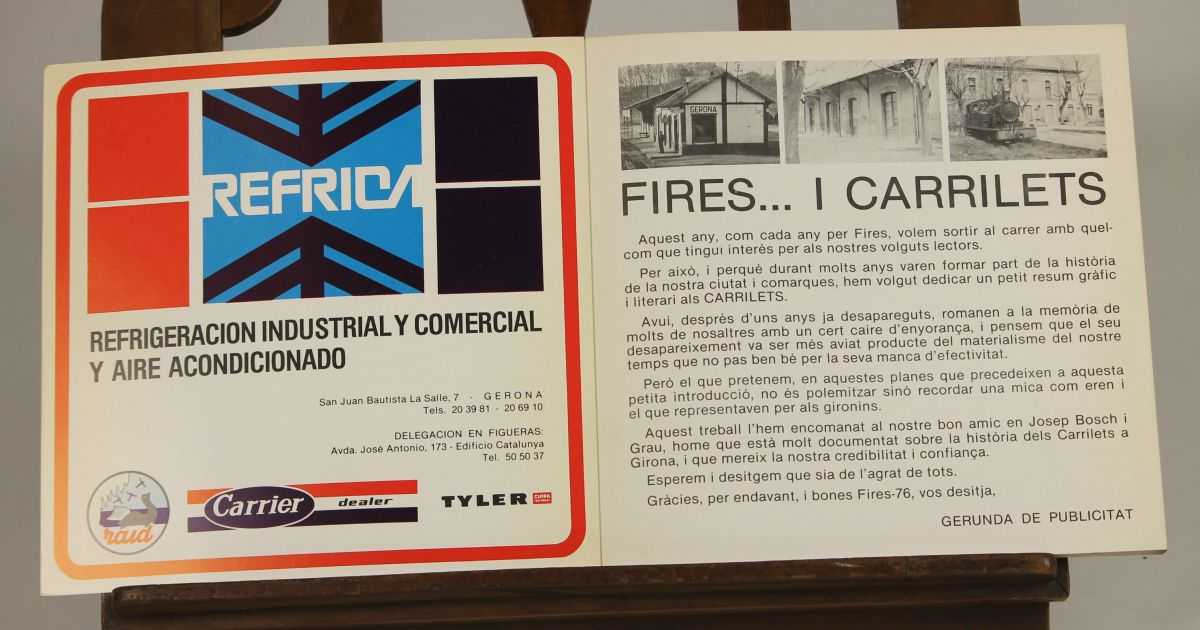 REFRICA
REFRIGERACION INDUSTRIAL Y COMERCIAL
Y AIRE ACONDICIONADO
San Juan Bautista La Salle, 7 - GERONA
Tels. 20 39 81 - 20 69 10
DELEGACION EN FIGUERAS:
Avda. José Antonio, 173 - Edificio Catalunya
Tel. 50 50 37
raid
Carrier dealer
TYLER
GERONA
FIRES... I CARRILETS
Aquest any, com cada any per Fires, volem sortir al carrer amb quel-
com que tingui interès per als nostres volguts lectors.
Per això, i perquè durant molts anys varen formar part de la història
de la nostra ciutat i comarques, hem volgut dedicar un petit resum gràfic
i literari als CARRILETS.
Avui, desprès d'uns anys ja desapareguts, romanen a la memòria de
molts de nosaltres amb un cert caire d'enyorança, i pensem que el seu
desapareixement va ser mès aviat producte del materialisme del nostre
temps que no pas ben bé per la seva manca d'efectivitat.
Però el que pretenem, en aquestes planes que precedeixen a aquesta
petita introducció, no és polemitzar sinó recordar una mica com eren i
el que representaven per als gironins.
Aquest treball l'hem encomanat al nostre bon amic en Josep Bosch i
Grau, home que està molt documentat sobre la història dels Carrilets a
Girona, i que mereix la nostra credibilitat i confiança.
Esperem i desitgem que sia de l'agrat de tots.
Gràcies, per endavant, i bones Fires-76, vos desitja,
GERUNDA DE PUBLICITAT